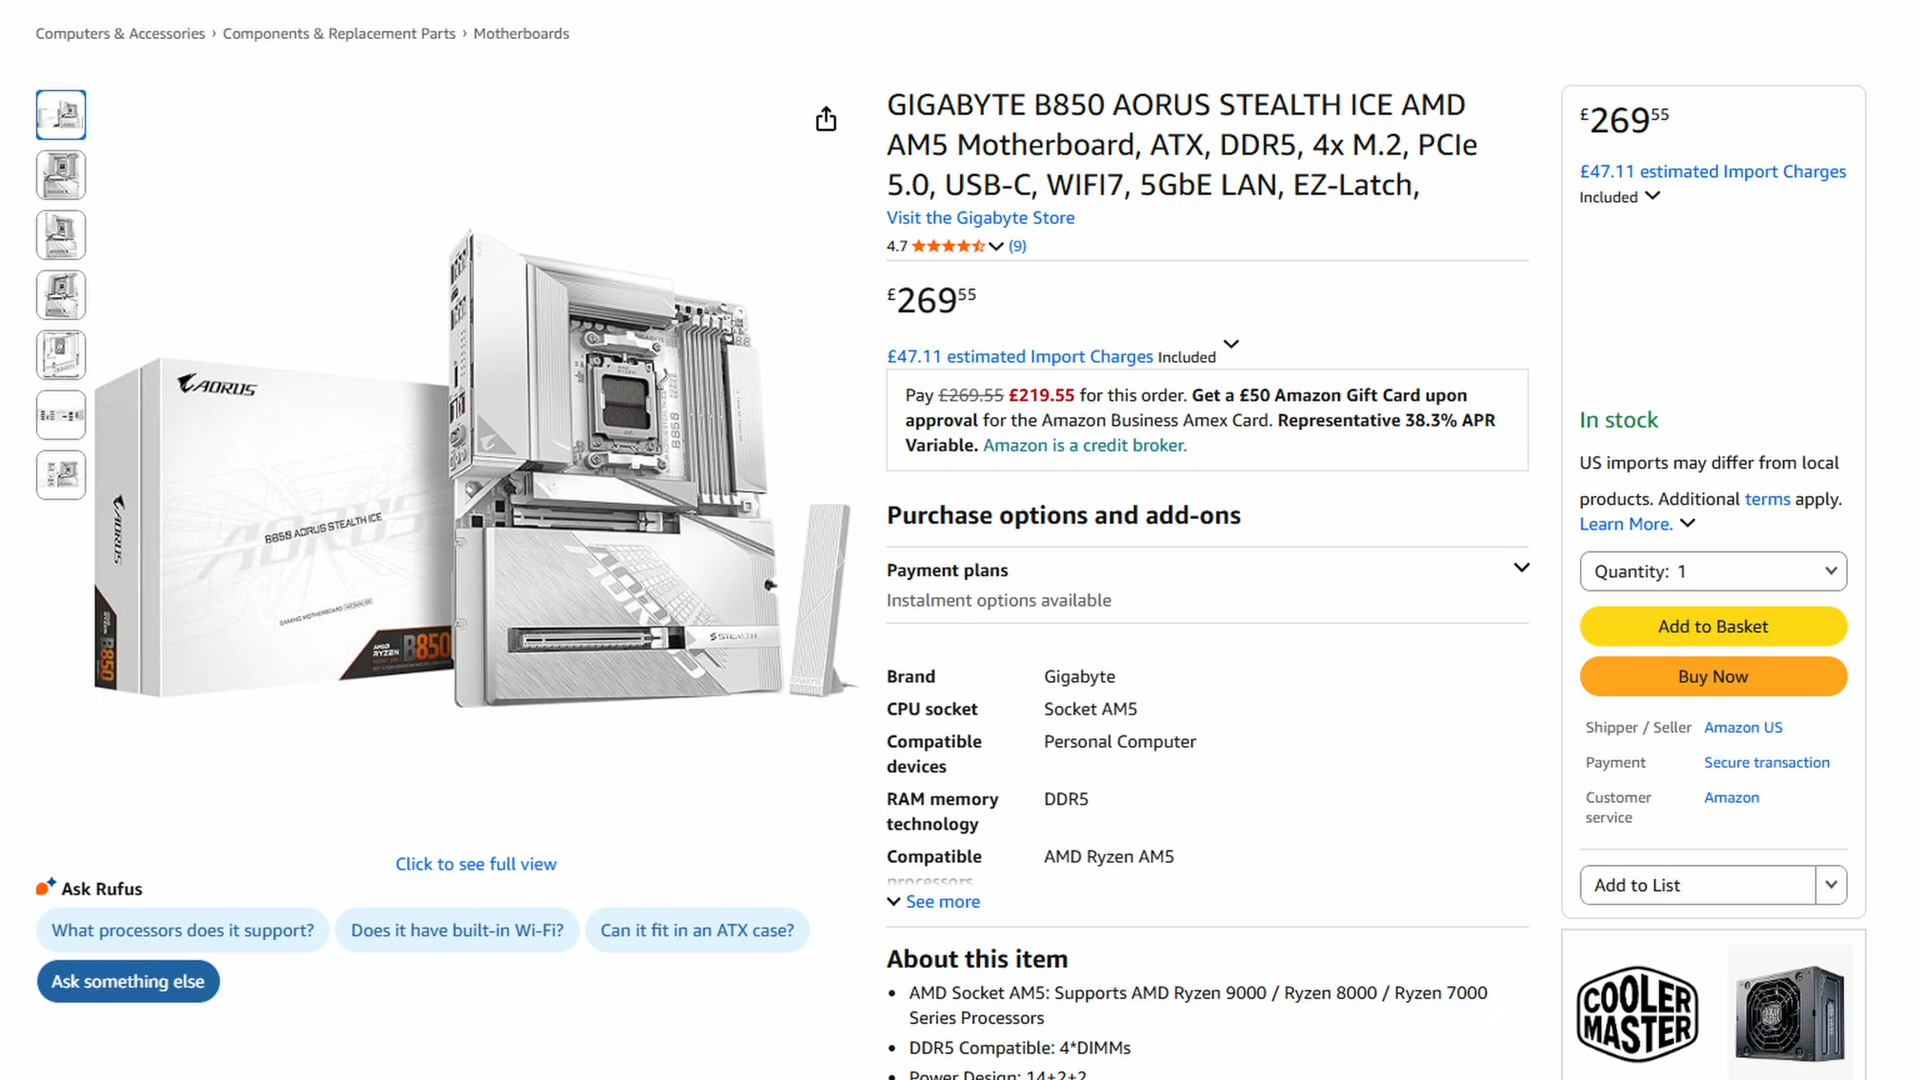 Computers & Accessories › Components & Replacement Parts › Motherboards
GIGABYTE B850 AORUS STEALTH ICE AMD
AM5 Motherboard, ATX, DDR5, 4x M.2, PCIe
5.0, USB-C, WIFI7, 5GbE LAN, EZ-Latch,
Visit the Gigabyte Store
4.7 (9)
£26955
£47.11 estimated Import Charges Included
Pay £269.55 £219.55 for this order. Get a £50 Amazon Gift Card upon
approval for the Amazon Business Amex Card. Representative 38.3% APR
Variable. Amazon is a credit broker.
Purchase options and add-ons
Payment plans
Instalment options available
Brand Gigabyte
CPU socket Socket AM5
Compatible Personal Computer
devices
RAM memory DDR5
technology
Compatible AMD Ryzen AM5
processors
See more
About this item
• AMD Socket AM5: Supports AMD Ryzen 9000 / Ryzen 8000 / Ryzen 7000
Series Processors
• DDR5 Compatible: 4*DIMMs
• Power Design: 14+2+2
AORUS
AORUS
AORUS
B850 AORUS STEALTH ICE
GAMING MOTHERBOARD
AMD
RYZEN
B850
B850
B850
AORUS
STEALTH
GIGABYTE
Click to see full view
Ask Rufus
What processors does it support?
Does it have built-in Wi-Fi?
Can it fit in an ATX case?
Ask something else
£26955
£47.11 estimated Import Charges
Included
In stock
US imports may differ from local
products. Additional terms apply.
Learn More.
Quantity: 1
Add to Basket
Buy Now
Shipper / Seller Amazon US
Payment Secure transaction
Customer Amazon
service
Add to List
COOLER
MASTER